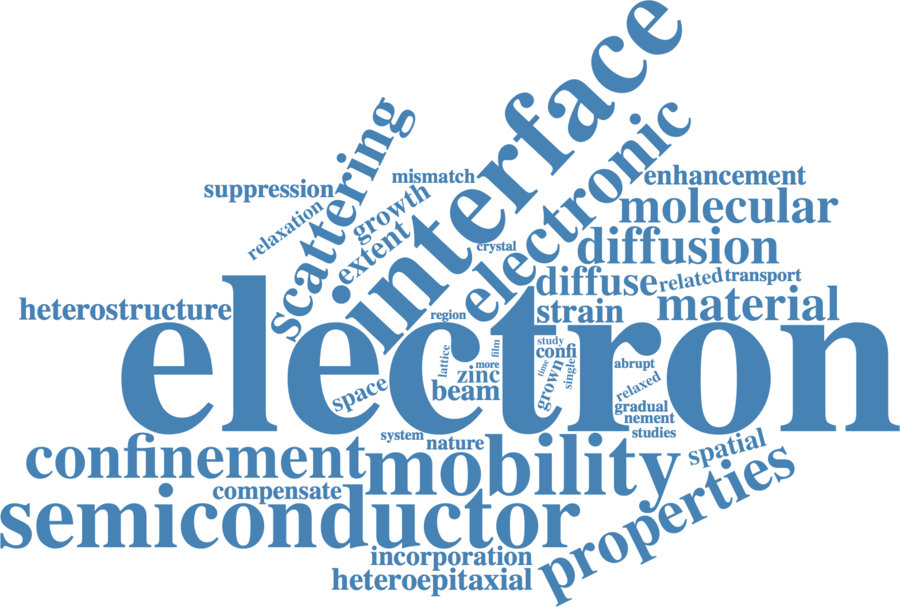 interface
scattering
electronic
mismatch
enhancement
suppression
growth
molecular
relaxation
extent
crystal
diffusion
diffuse
related
transport
heterostructure
region
strain
material
electron
lattice
film
study
confi
more
time
single
abrupt
zinc
space
beam
grown
relaxed
gradual
nement
system
nature
studies
spatial
confinement
mobility
compensate
properties
semiconductor
incorporation
heteroepitaxial